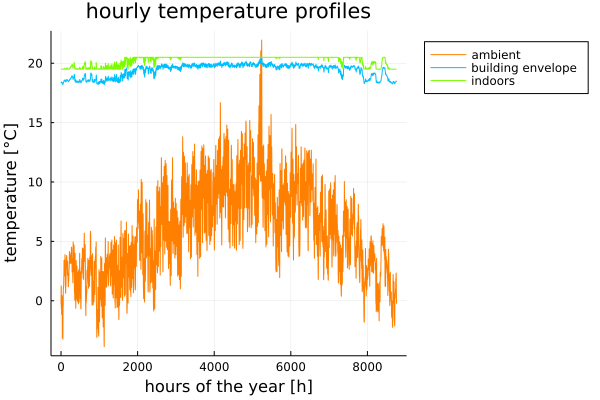 hourly temperature profiles
ambient
building envelope
indoors
temperature [°C]
20
15
10
5
0
0 2000 4000 6000 8000
hours of the year [h]